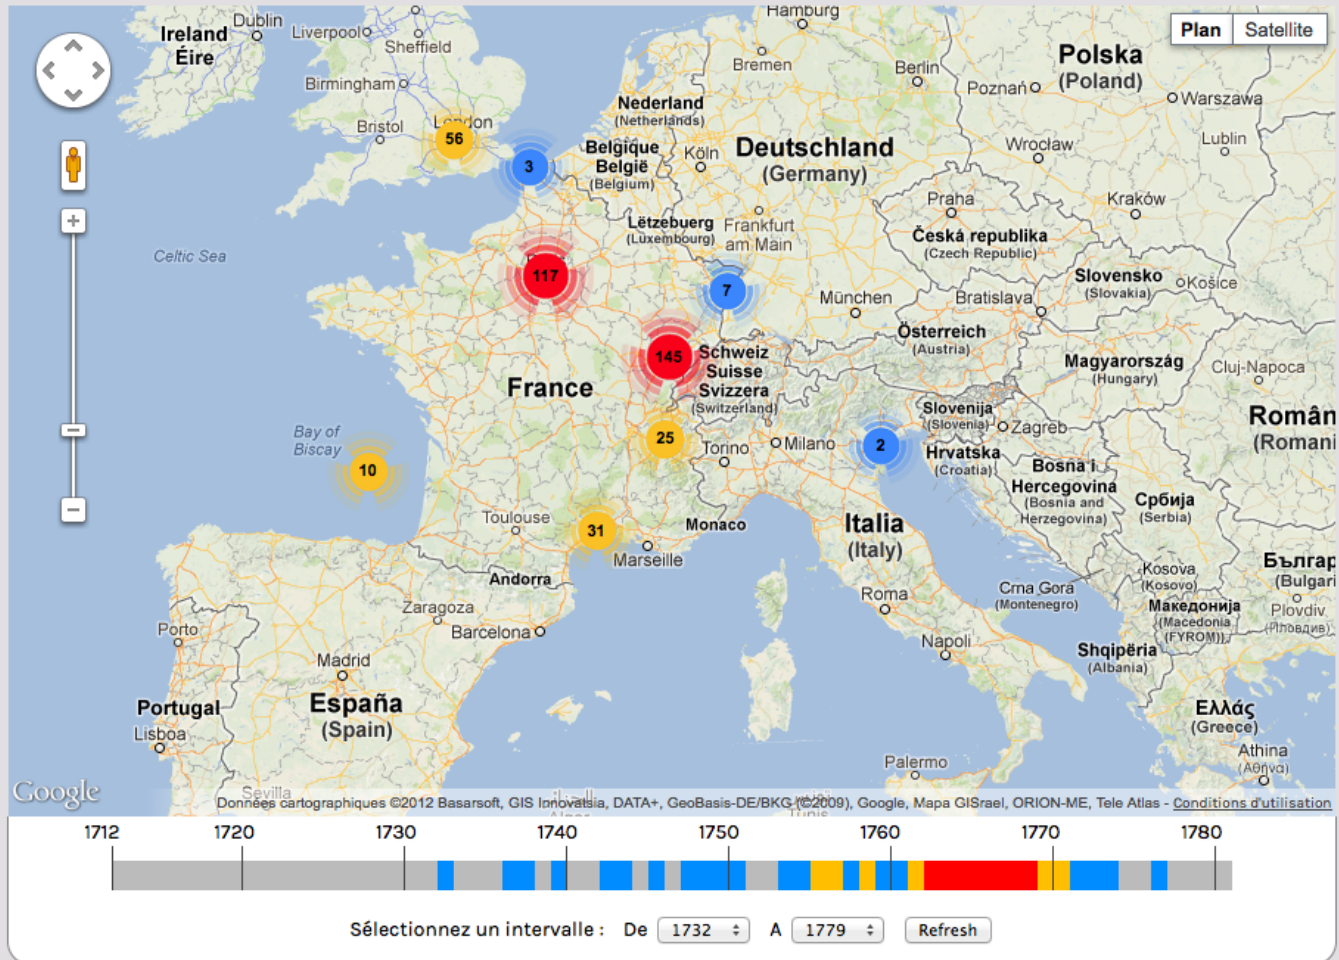 Hamburg
Dublin
Ireland
Éire
Liverpool
Sheffield
Plan
Satellite
Polska
(Poland)
Bremen
Berlin
Poznań
Warszawa
Birmingham
Nederland
(Netherlands)
London
Bristol
56
3
Belgique
België
(Belgium)
Köln
Deutschland
(Germany)
Wrocław
Lublin
Praha
Kraków
Lëtzebuerg
(Luxembourg)
Frankfurt
am Main
Česká republika
(Czech Republic)
Celtic Sea
117
7
München
Bratislava
Slovensko
(Slovakia)
Košice
Österreich
(Austria)
145
Schweiz
Suisse
Svizzera
(Switzerland)
Magyarország
(Hungary)
Cluj-Napoca
France
Slovenija
(Slovenia)
Zagreb
Român
(Romani
Bay of
Biscay
10
25
Torino
Milano
2
Hrvatska
(Croatia)
Bosna i
Hercegovina
(Bosnia and
Herzegovina)
Србија
(Serbia)
Toulouse
31
Marseille
Monaco
Italia
(Italy)
Andorra
Българ
(Bulgari
Kosova
(Kosovo)
Crna Gora
(Montenegro)
Македонија
(Macedonia
(FYROM))
Plovdiv
(Пловдив)
Roma
Zaragoza
Barcelona
Porto
Napoli
Shqipëria
(Albania)
Madrid
España
(Spain)
Portugal
Lisboa
Ελλάς
(Greece)
Athina
(Αθήνα)
Palermo
Google
Sevilla
Données cartographiques ©2012 Basarsoft, GIS Innovatsia, DATA+, GeoBasis-DE/BKG (©2009), Google, Mapa GISrael, ORION-ME, Tele Atlas - Conditions d'utilisation
1712 1720 1730 1740 1750 1760 1770 1780
Sélectionnez un intervalle : De 1732 A 1779 Refresh